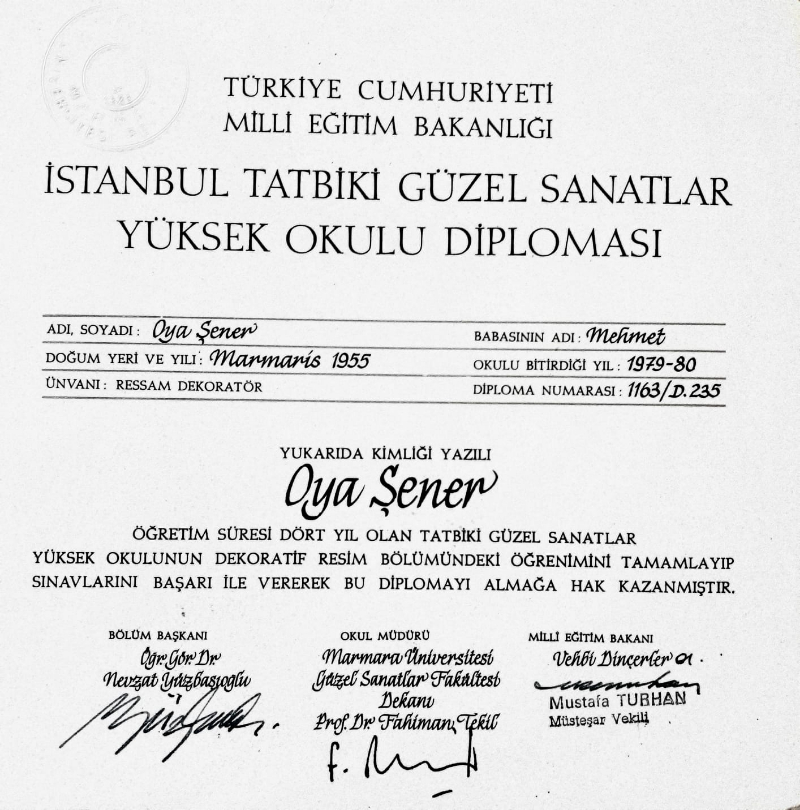 TÜRKİYE CUMHURİYETİ
MİLLİ EĞİTİM BAKANLIĞI
İSTANBUL TATBİKİ GÜZEL SANATLAR
YÜKSEK OKULU DİPLOMASI
ADI, SOYADI : Oya Şener
BABASININ ADI : Mehmet
DOĞUM YERİ VE YILI : Marmaris 1955
OKULU BİTİRDİĞİ YIL : 1979-80
ÜNVANI : RESSAM DEKORATÖR
DİPLOMA NUMARASI : 1163/D.235
YUKARIDA KİMLİĞİ YAZILI
Oya Şener
ÖĞRETİM SÜRESİ DÖRT YIL OLAN TATBİKİ GÜZEL SANATLAR
YÜKSEK OKULUNUN DEKORATİF RESİM BÖLÜMÜNDEKİ ÖĞRENİMİNİ TAMAMLAYIP
SINAVLARINI BAŞARI İLE VEREREK BU DİPLOMAYI ALMAĞA HAK KAZANMIŞTIR.
BÖLÜM BAŞKANI
Öğr. Gör. Dr
Nevzat Yüzbaşıoğlu
OKUL MÜDÜRÜ
Marmara Üniversitesi
Güzel Sanatlar Fakültesi
Dekanı
Prof. Dr. Fahiman Tekil
MİLLİ EĞİTİM BAKANI
Vehbi Dinçerler a.
Mustafa TURHAN
Müsteşar Vekili